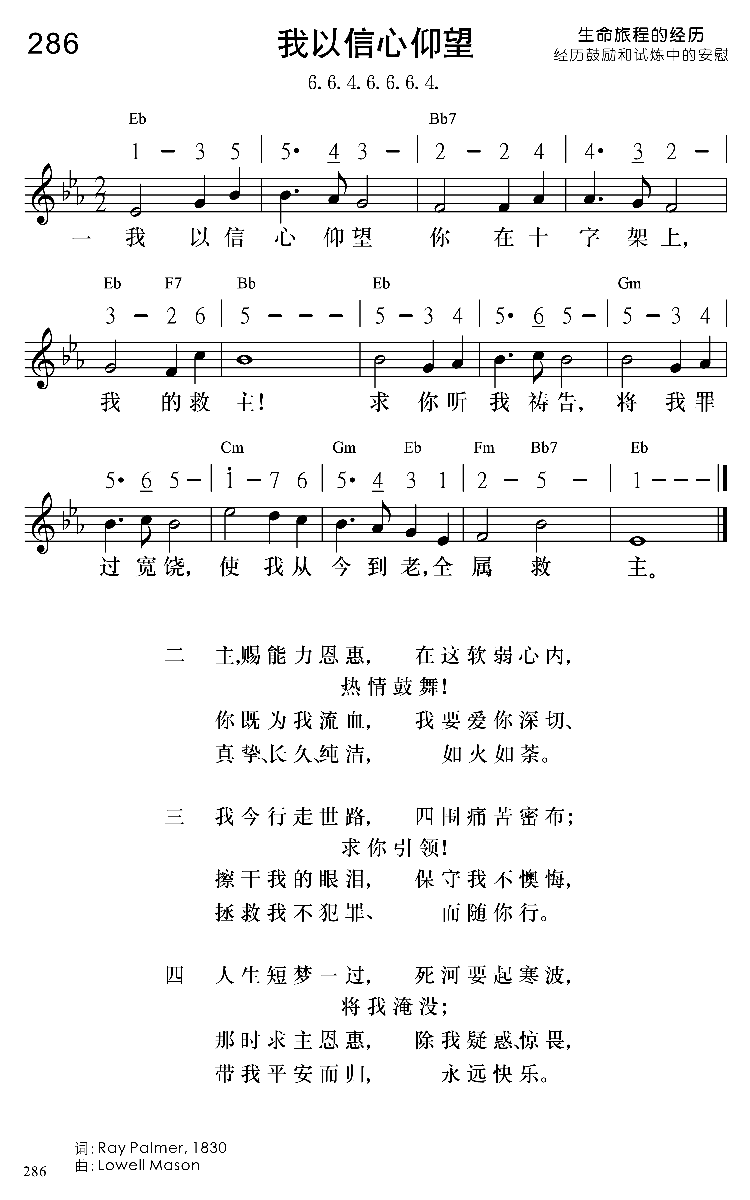 286
我以信心仰望
生命旅程的经历
经历鼓励和试炼中的安慰
6. 6. 4. 6. 6. 6. 4.
Eb Bb7
1 – 3 5 | 5· 4 3 – | 2 – 2 4 | 4· 3 2 – |
2
2
一 我 以 信 心 仰 望 你 在 十 字 架 上,
Eb F7 Bb Eb Gm
3 – 2 6 | 5 – – – | 5 – 3 4 | 5· 6 5 – | 5 – 3 4 |
我 的 救 主! 求 你 听 我 祷 告, 将 我 罪
Cm Gm Eb Fm Bb7 Eb
5· 6 5 – | i – 7 6 | 5· 4 3 1 | 2 – 5 – | 1 – – – ‖
过 宽 饶, 使 我 从 今 到 老, 全 属 救 主。
二 主,赐能力恩惠, 在这软弱心内,
热情鼓舞!
你既为我流血, 我要爱你深切、
真挚、长久、纯洁, 如火如荼。
三 我今行走世路, 四围痛苦密布;
求你引领!
擦干我的眼泪, 保守我不懊悔,
拯救我不犯罪、 而随你行。
四 人生短梦一过, 死河要起寒波,
将我淹没;
那时求主恩惠, 除我疑惑、惊畏,
带我平安而归, 永远快乐。
词: Ray Palmer, 1830
曲: Lowell Mason
286